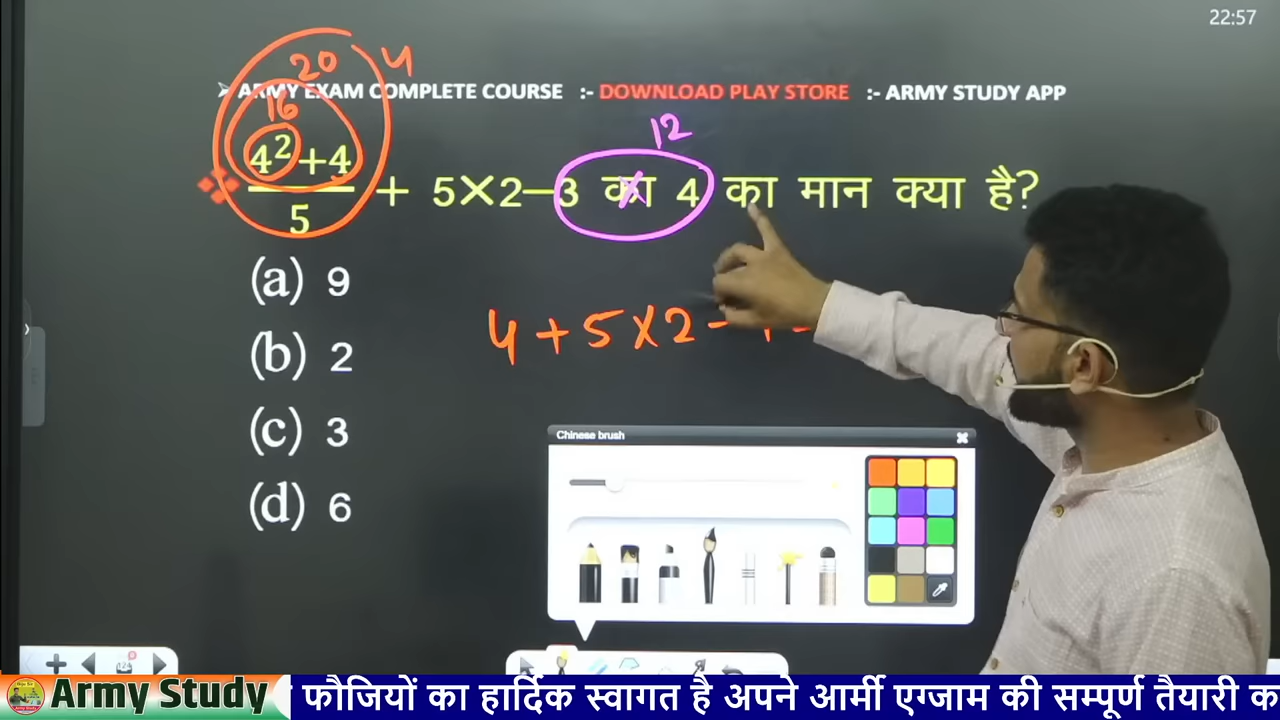 22:57
20 4
➢ ARMY EXAM COMPLETE COURSE :- DOWNLOAD PLAY STORE :- ARMY STUDY APP
16 12
4²+4
❖ + 5×2−3 का 4 का मान क्या है?
5
(a) 9
4+5×2-
(b) 2
(c) 3
Chinese brush
(d) 6
Army Study फौजियों का हार्दिक स्वागत है अपने आर्मी एग्जाम की सम्पूर्ण तैयारी क